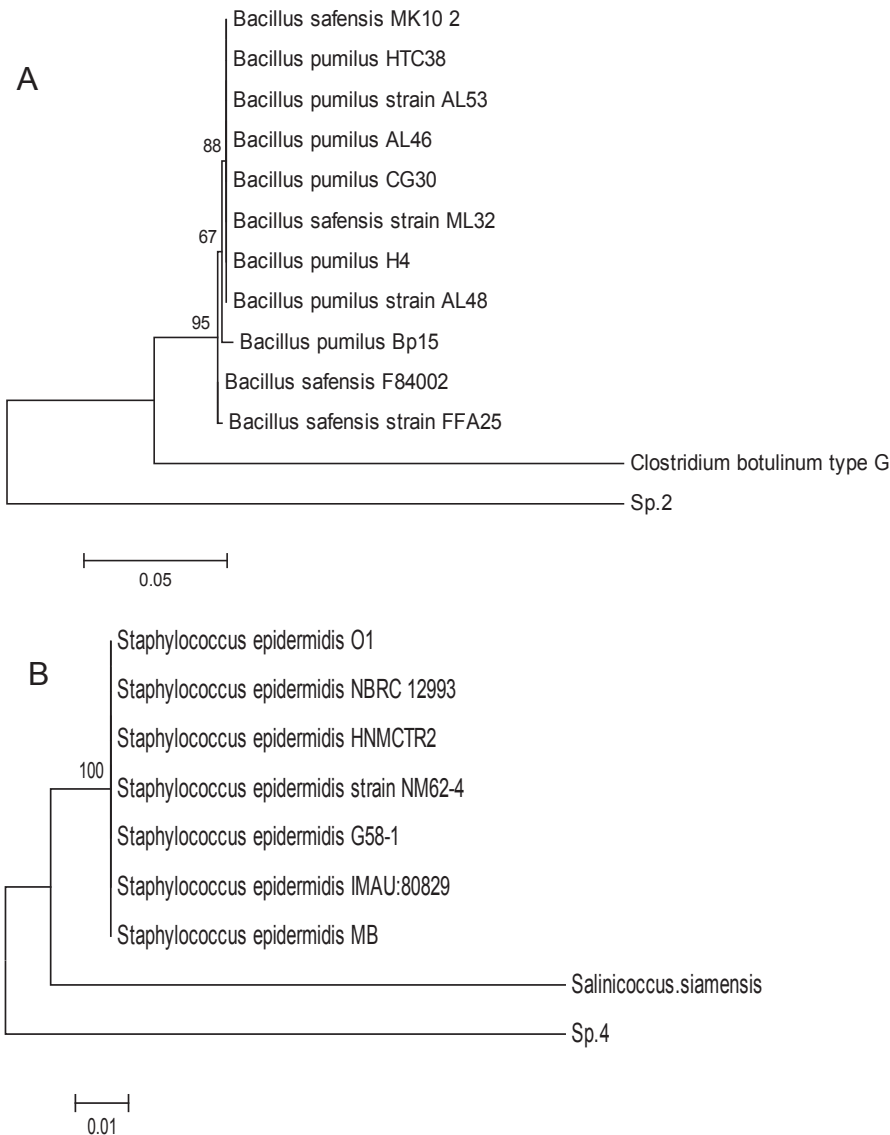 A
Bacillus safensis MK10 2
Bacillus pumilus HTC38
Bacillus pumilus strain AL53
Bacillus pumilus AL46
Bacillus pumilus CG30
Bacillus safensis strain ML32
Bacillus pumilus H4
Bacillus pumilus strain AL48
Bacillus pumilus Bp15
Bacillus safensis F84002
Bacillus safensis strain FFA25
Clostridium botulinum type G
Sp.2
88
67
95
0.05
B
Staphylococcus epidermidis O1
Staphylococcus epidermidis NBRC 12993
Staphylococcus epidermidis HNMCTR2
Staphylococcus epidermidis strain NM62-4
Staphylococcus epidermidis G58-1
Staphylococcus epidermidis IMAU:80829
Staphylococcus epidermidis MB
Salinicoccus.siamensis
Sp.4
100
0.01